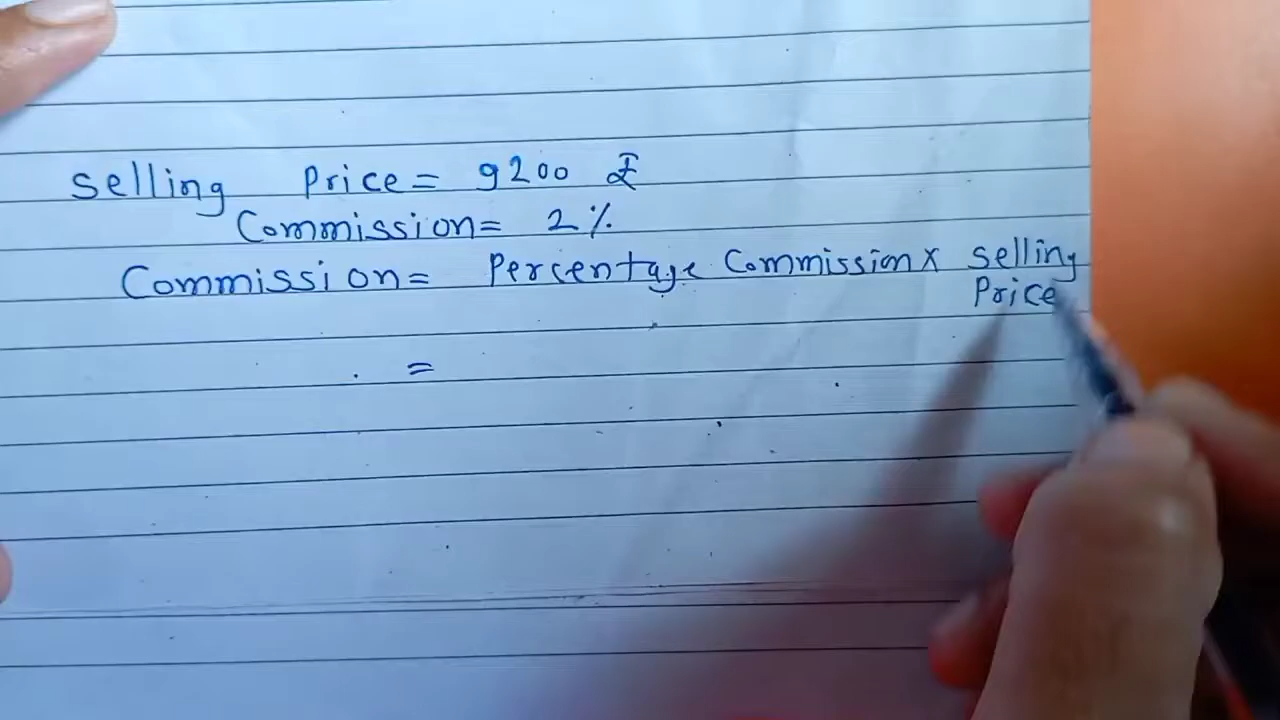 Selling Price = 9200 ₹
Commission = 2%
Commission = Percentage Commission x Selling
Price
=